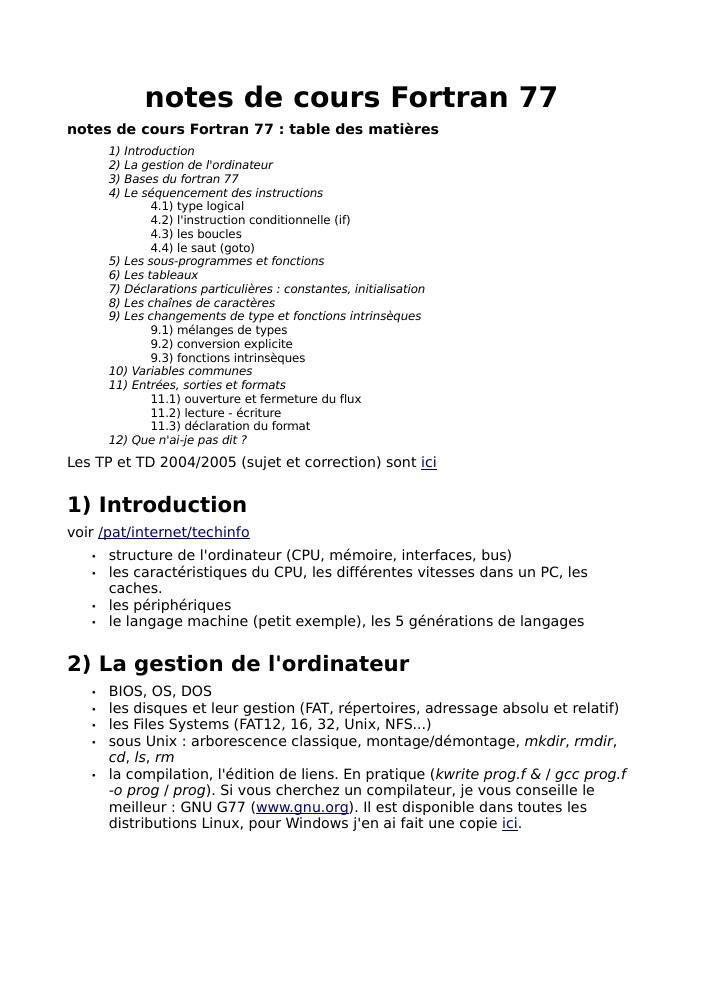 notes de cours Fortran 77
notes de cours Fortran 77 : table des matières
1) Introduction
2) La gestion de l'ordinateur
3) Bases du fortran 77
4) Le séquencement des instructions
4.1) type logical
4.2) l'instruction conditionnelle (if)
4.3) les boucles
4.4) le saut (goto)
5) Les sous-programmes et fonctions
6) Les tableaux
7) Déclarations particulières : constantes, initialisation
8) Les chaînes de caractères
9) Les changements de type et fonctions intrinsèques
9.1) mélanges de types
9.2) conversion explicite
9.3) fonctions intrinsèques
10) Variables communes
11) Entrées, sorties et formats
11.1) ouverture et fermeture du flux
11.2) lecture - écriture
11.3) déclaration du format
12) Que n'ai-je pas dit ?
Les TP et TD 2004/2005 (sujet et correction) sont ici
1) Introduction
voir /pat/internet/techinfo
• structure de l'ordinateur (CPU, mémoire, interfaces, bus)
• les caractéristiques du CPU, les différentes vitesses dans un PC, les
caches.
• les périphériques
• le langage machine (petit exemple), les 5 générations de langages
2) La gestion de l'ordinateur
• BIOS, OS, DOS
• les disques et leur gestion (FAT, répertoires, adressage absolu et relatif)
• les Files Systems (FAT12, 16, 32, Unix, NFS...)
• sous Unix : arborescence classique, montage/démontage, mkdir, rmdir,
cd, ls, rm
• la compilation, l'édition de liens. En pratique (kwrite prog.f & / gcc prog.f
-o prog / prog). Si vous cherchez un compilateur, je vous conseille le
meilleur : GNU G77 (www.gnu.org). Il est disponible dans toutes les
distributions Linux, pour Windows j'en ai fait une copie ici.